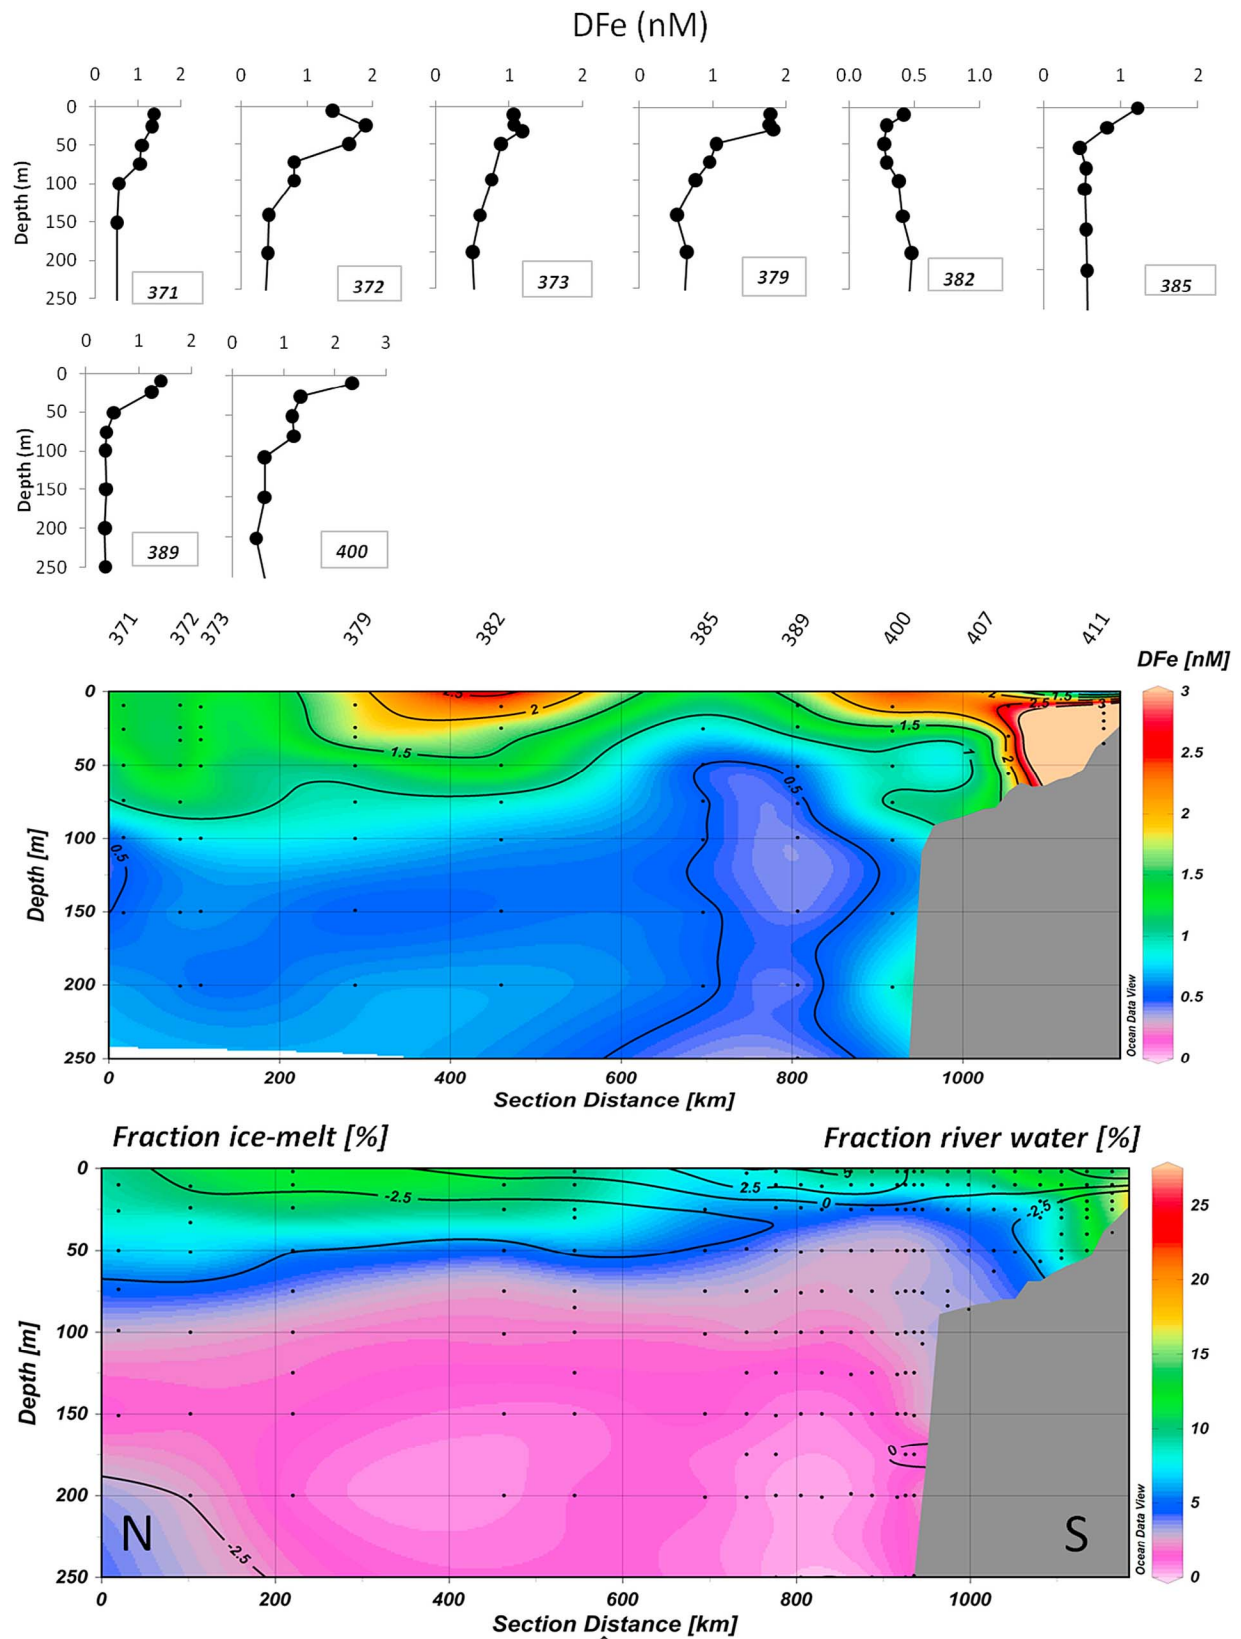 DFe (nM)
0 1 2 0 1 2 0 1 2 0 1 2 0.0 0.5 1.0 0 1 2
Depth (m)
0
50
100
150
200
250
371 372 373 379 382 385
0 1 2 0 1 2 3
Depth (m)
0
50
100
150
200
250
389 400
371 372 373 379 382 385 389 400 407 411
DFe [nM]
Depth [m]
0
50
100
150
200
250
2.5 2 1.5 0.5 0.5 1.5 1 2 2.5 1.5 3 2
3
2.5
2
1.5
1
0.5
0
Ocean Data View
0 200 400 600 800 1000
Section Distance [km]
Fraction ice-melt [%] Fraction river water [%]
Depth [m]
0
50
100
150
200
250
-2.5 2.5 5 0 -2.5 0 -2.5
N S
25
20
15
10
5
0
Ocean Data View
0 200 400 600 800 1000
Section Distance [km]